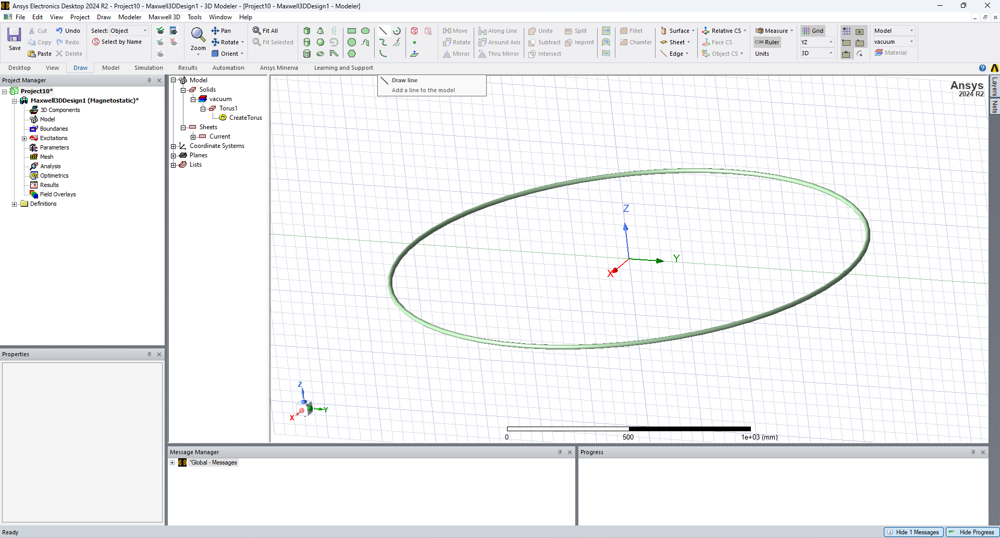 Ansys Electronics Desktop 2024 R2 - Project10 - Maxwell3DDesign1 - 3D Modeler - [Project10 - Maxwell3DDesign1 - Modeler]
File Edit View Project Draw Modeler Maxwell 3D Tools Window Help
Save
Cut
Copy
Paste
Undo
Redo
Delete
Select: Object
Select by Name
Zoom
Pan
Rotate
Orient
Fit All
Fit Selected
Move
Rotate
Mirror
Along Line
Around Axis
Thru Mirror
Unite
Subtract
Intersect
Split
Imprint
Fillet
Chamfer
Surface
Sheet
Edge
Relative CS
Face CS
Object CS
Measure
Ruler
Units
Grid
YZ
3D
Model
vacuum
Material
Desktop View Draw Model Simulation Results Automation Ansys Minerva Learning and Support
Project Manager
Project10*
Maxwell3DDesign1 (Magnetostatic)*
3D Components
Model
Boundaries
Excitations
Parameters
Mesh
Analysis
Optimetrics
Results
Field Overlays
Definitions
Properties
Model
Solids
vacuum
Torus1
CreateTorus
Sheets
Current
Coordinate Systems
Planes
Lists
Draw line
Add a line to the model
Ansys
2024 R2
Layers
Nets
Z
Y
X
Z
Y
X
0 500 1e+03 (mm)
Message Manager
*Global - Messages
Progress
Ready
Hide 1 Messages Hide Progress